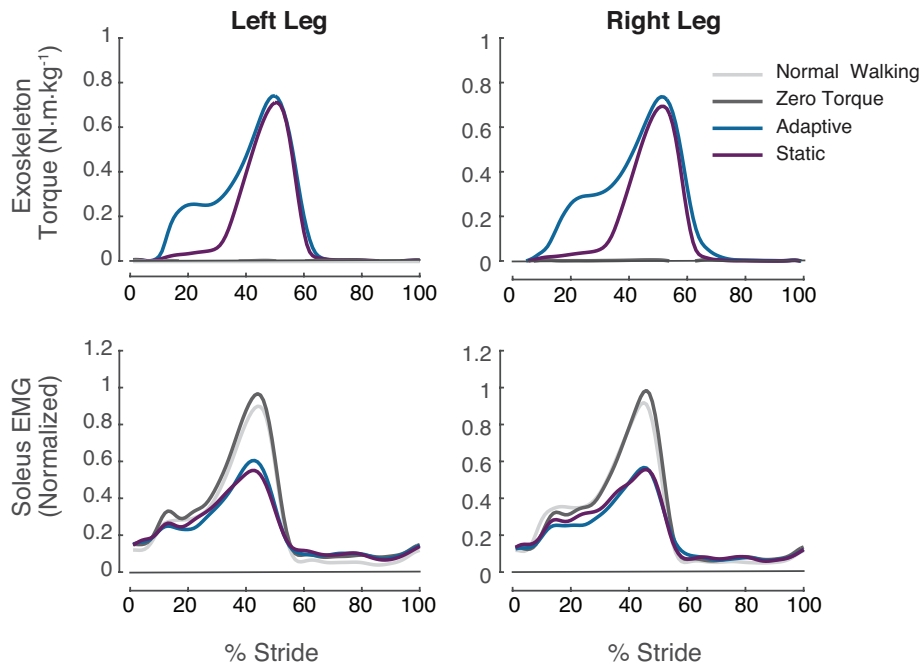 Left Leg
Right Leg
Exoskeleton
Torque (N·m·kg⁻¹)
1
0.8
0.6
0.4
0.2
0
0 20 40 60 80 100
1
0.8
0.6
0.4
0.2
0
0 20 40 60 80 100
Normal Walking
Zero Torque
Adaptive
Static
Soleus EMG
(Normalized)
1.2
1
0.8
0.6
0.4
0.2
0
0 20 40 60 80 100
1.2
1
0.8
0.6
0.4
0.2
0
0 20 40 60 80 100
% Stride
% Stride